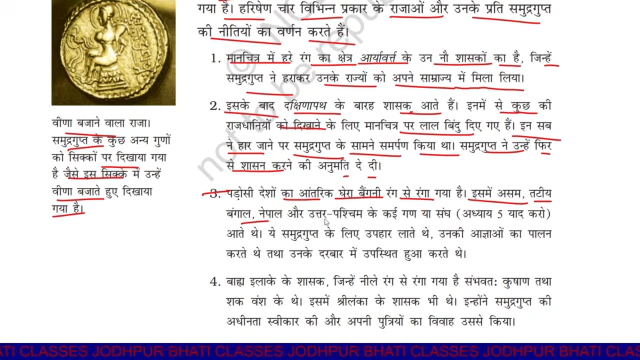 गया है। हरिषेण चार विभिन्न प्रकार के राजाओं और उनके प्रति समुद्रगुप्त
की नीतियों का वर्णन करते हैं।
1. मानचित्र में हरे रंग का क्षेत्र आर्यावर्त्त के उन नौ शासकों का है, जिन्हें
समुद्रगुप्त ने हराकर उनके राज्यों को अपने साम्राज्य में मिला लिया।
2. इसके बाद दक्षिणापथ के बारह शासक आते हैं। इनमें से कुछ की
राजधानियों को दिखाने के लिए मानचित्र पर लाल बिंदु दिए गए हैं। इन सब
ने हार जाने पर समुद्रगुप्त के सामने समर्पण किया था। समुद्रगुप्त ने उन्हें फिर
से शासन करने की अनुमति दे दी।
3. पड़ोसी देशों का आंतरिक घेरा बैंगनी रंग से रंगा गया है। इसमें असम, तटीय
बंगाल, नेपाल और उत्तर-पश्चिम के कई गण या संघ (अध्याय 5 याद करो)
आते थे। ये समुद्रगुप्त के लिए उपहार लाते थे, उनकी आज्ञाओं का पालन
करते थे तथा उनके दरबार में उपस्थित हुआ करते थे।
4. बाह्य इलाके के शासक, जिन्हें नीले रंग से रंगा गया है संभवत: कुषाण तथा
शक वंश के थे। इसमें श्रीलंका के शासक भी थे। इन्होंने समुद्रगुप्त की
अधीनता स्वीकार की और अपनी पुत्रियों का विवाह उससे किया।
वीणा बजाने वाला राजा।
समुद्रगुप्त के कुछ अन्य गुणों
को सिक्कों पर दिखाया गया
है जैसे इस सिक्के में उन्हें
वीणा बजाते हुए दिखाया
गया है।
not to be repu
BHATI CLASSES JODHPUR BHATI CLASSES JODHPUR BHATI CLASSES JODHPUR BHATI CLAS